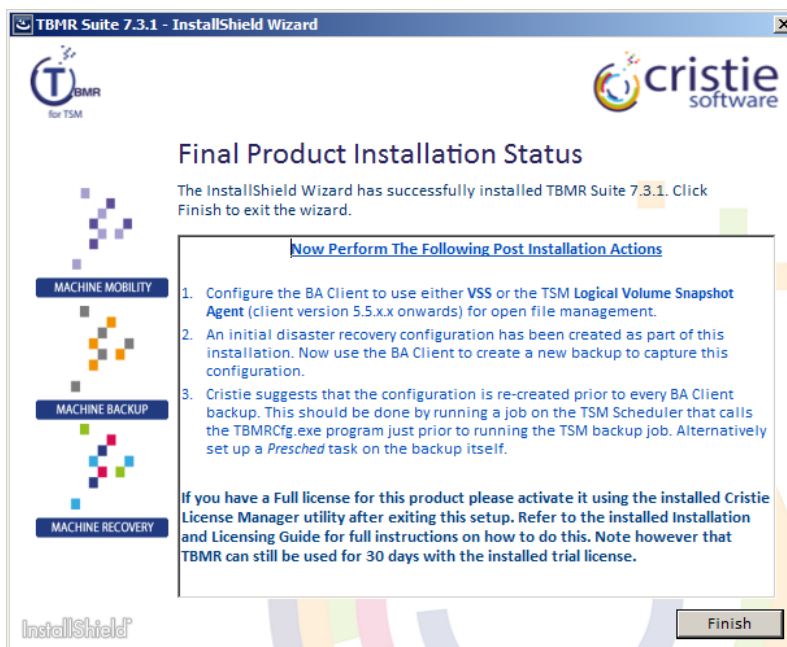 TBMR Suite 7.3.1 - InstallShield Wizard
TBMR
for TSM
cristie
software
Final Product Installation Status
The InstallShield Wizard has successfully installed TBMR Suite 7.3.1. Click
Finish to exit the wizard.
Now Perform The Following Post Installation Actions
1. Configure the BA Client to use either VSS or the TSM Logical Volume Snapshot
Agent (client version 5.5.x.x onwards) for open file management.
2. An initial disaster recovery configuration has been created as part of this
installation. Now use the BA Client to create a new backup to capture this
configuration.
3. Cristie suggests that the configuration is re-created prior to every BA Client
backup. This should be done by running a job on the TSM Scheduler that calls
the TBMRCfg.exe program just prior to running the TSM backup job. Alternatively
set up a Presched task on the backup itself.
If you have a Full license for this product please activate it using the installed Cristie
License Manager utility after exiting this setup. Refer to the installed Installation
and Licensing Guide for full instructions on how to do this. Note however that
TBMR can still be used for 30 days with the installed trial license.
MACHINE MOBILITY
MACHINE BACKUP
MACHINE RECOVERY
InstallShield
Finish